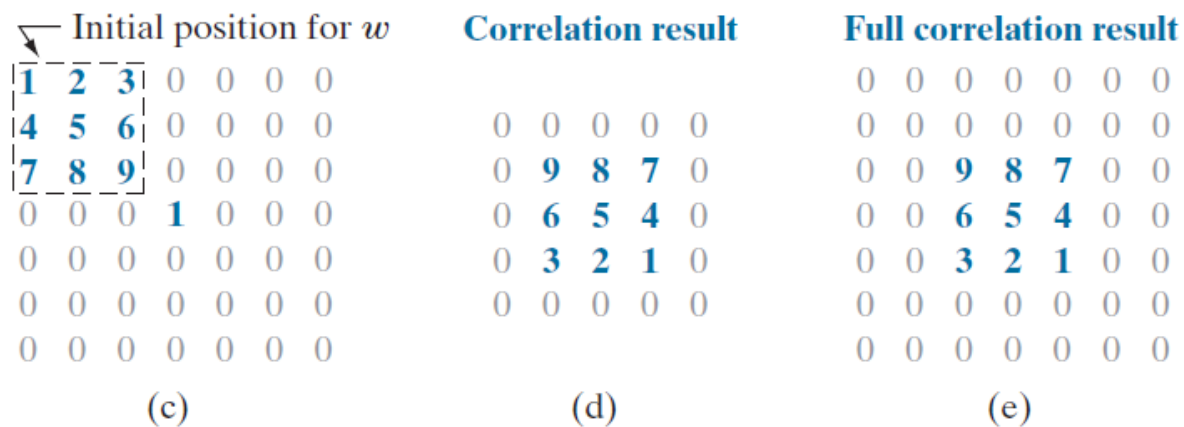 Initial position for w
1 2 3 0 0 0 0
4 5 6 0 0 0 0
7 8 9 0 0 0 0
0 0 0 1 0 0 0
0 0 0 0 0 0 0
0 0 0 0 0 0 0
0 0 0 0 0 0 0
(c)
Correlation result
0 0 0 0 0
0 9 8 7 0
0 6 5 4 0
0 3 2 1 0
0 0 0 0 0
(d)
Full correlation result
0 0 0 0 0 0 0
0 0 0 0 0 0 0
0 0 9 8 7 0 0
0 0 6 5 4 0 0
0 0 3 2 1 0 0
0 0 0 0 0 0 0
0 0 0 0 0 0 0
(e)